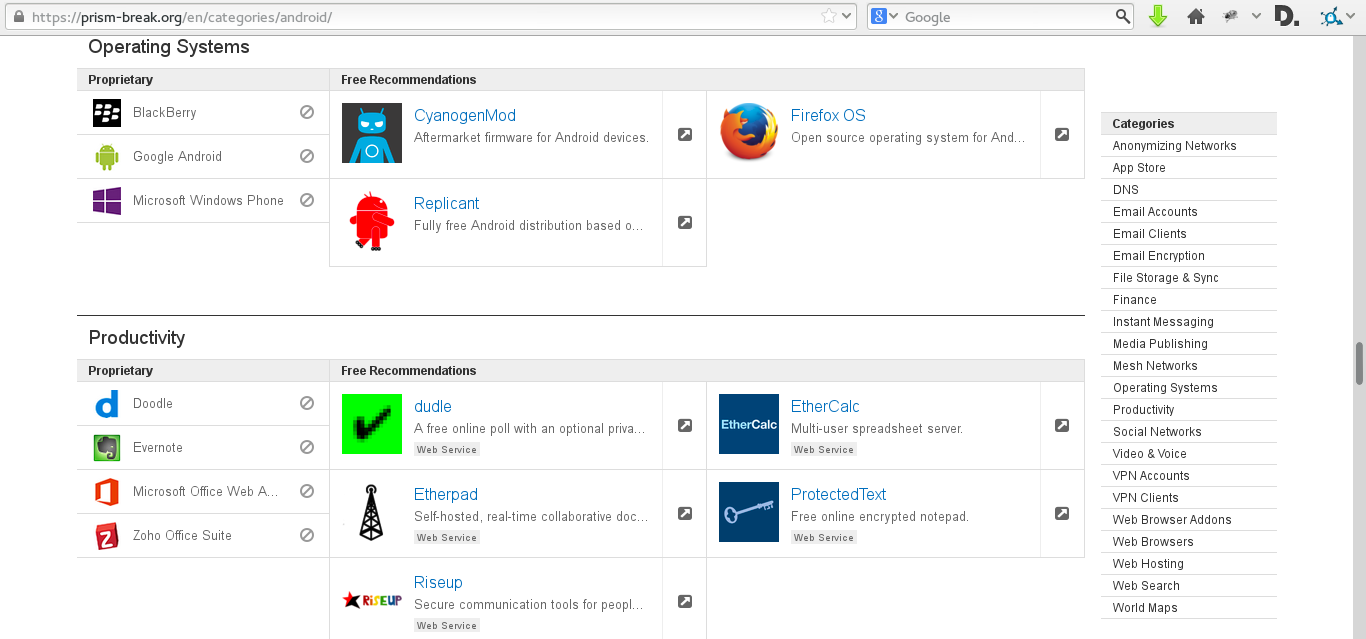 https://prism-break.org/en/categories/android/
8
Google
D.
Operating Systems
Proprietary
Free Recommendations
BlackBerry
Google Android
Microsoft Windows Phone
CyanogenMod
Aftermarket firmware for Android devices.
Firefox OS
Open source operating system for And...
Replicant
Fully free Android distribution based o...
Productivity
Proprietary
Free Recommendations
Doodle
Evernote
Microsoft Office Web A...
Zoho Office Suite
dudle
A free online poll with an optional priva...
Web Service
EtherCalc
EtherCalc
Multi-user spreadsheet server.
Web Service
Etherpad
Self-hosted, real-time collaborative doc...
Web Service
ProtectedText
Free online encrypted notepad.
Web Service
RiSEUP
Riseup
Secure communication tools for peopl...
Web Service
Categories
Anonymizing Networks
App Store
DNS
Email Accounts
Email Clients
Email Encryption
File Storage & Sync
Finance
Instant Messaging
Media Publishing
Mesh Networks
Operating Systems
Productivity
Social Networks
Video & Voice
VPN Accounts
VPN Clients
Web Browser Addons
Web Browsers
Web Hosting
Web Search
World Maps